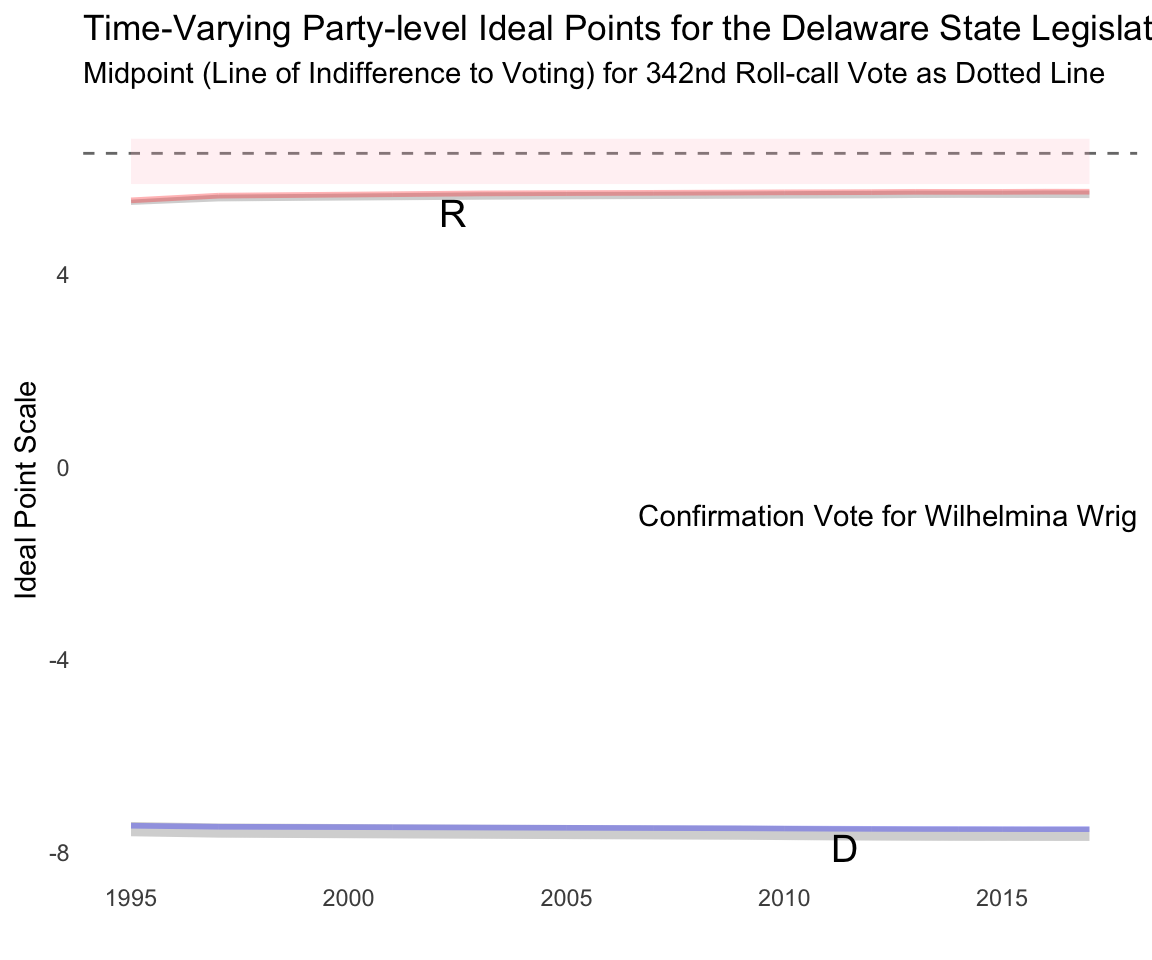 Time-Varying Party-level Ideal Points for the Delaware State Legislat
Midpoint (Line of Indifference to Voting) for 342nd Roll-call Vote as Dotted Line
R
4
Ideal Point Scale
0
Confirmation Vote for Wilhelmina Wrig
-4
D
-8
1995 2000 2005 2010 2015